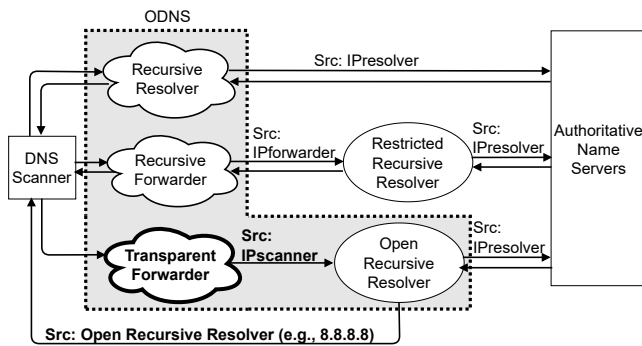 ODNS
Recursive
Resolver
Src: IPresolver
DNS
Scanner
Recursive
Forwarder
Src:
IPforwarder
Restricted
Recursive
Resolver
Src:
IPresolver
Authoritative
Name
Servers
Transparent
Forwarder
Src:
IPscanner
Open
Recursive
Resolver
Src:
IPresolver
Src: Open Recursive Resolver (e.g., 8.8.8.8)